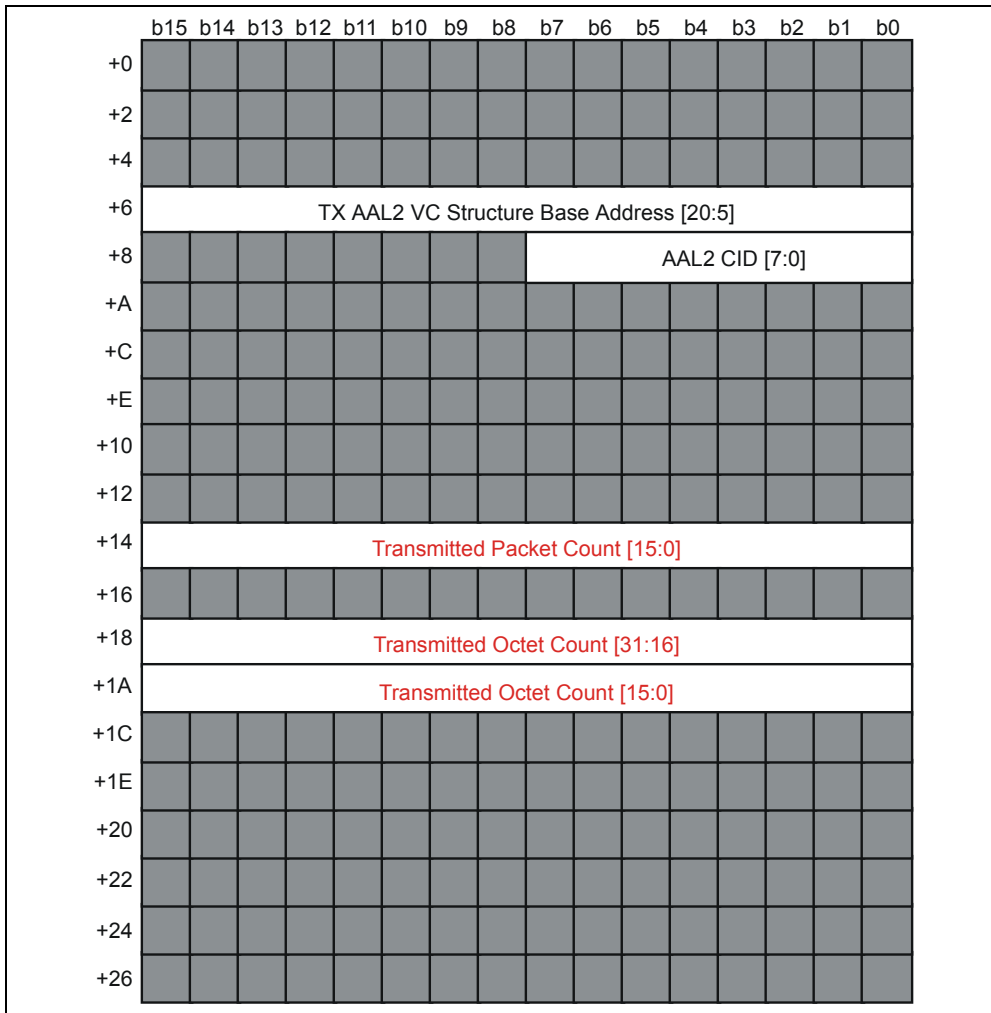 b15 b14 b13 b12 b11 b10 b9 b8 b7 b6 b5 b4 b3 b2 b1 b0
+0
+2
+4
+6 TX AAL2 VC Structure Base Address [20:5]
+8 AAL2 CID [7:0]
+A
+C
+E
+10
+12
+14 Transmitted Packet Count [15:0]
+16
+18 Transmitted Octet Count [31:16]
+1A Transmitted Octet Count [15:0]
+1C
+1E
+20
+22
+24
+26